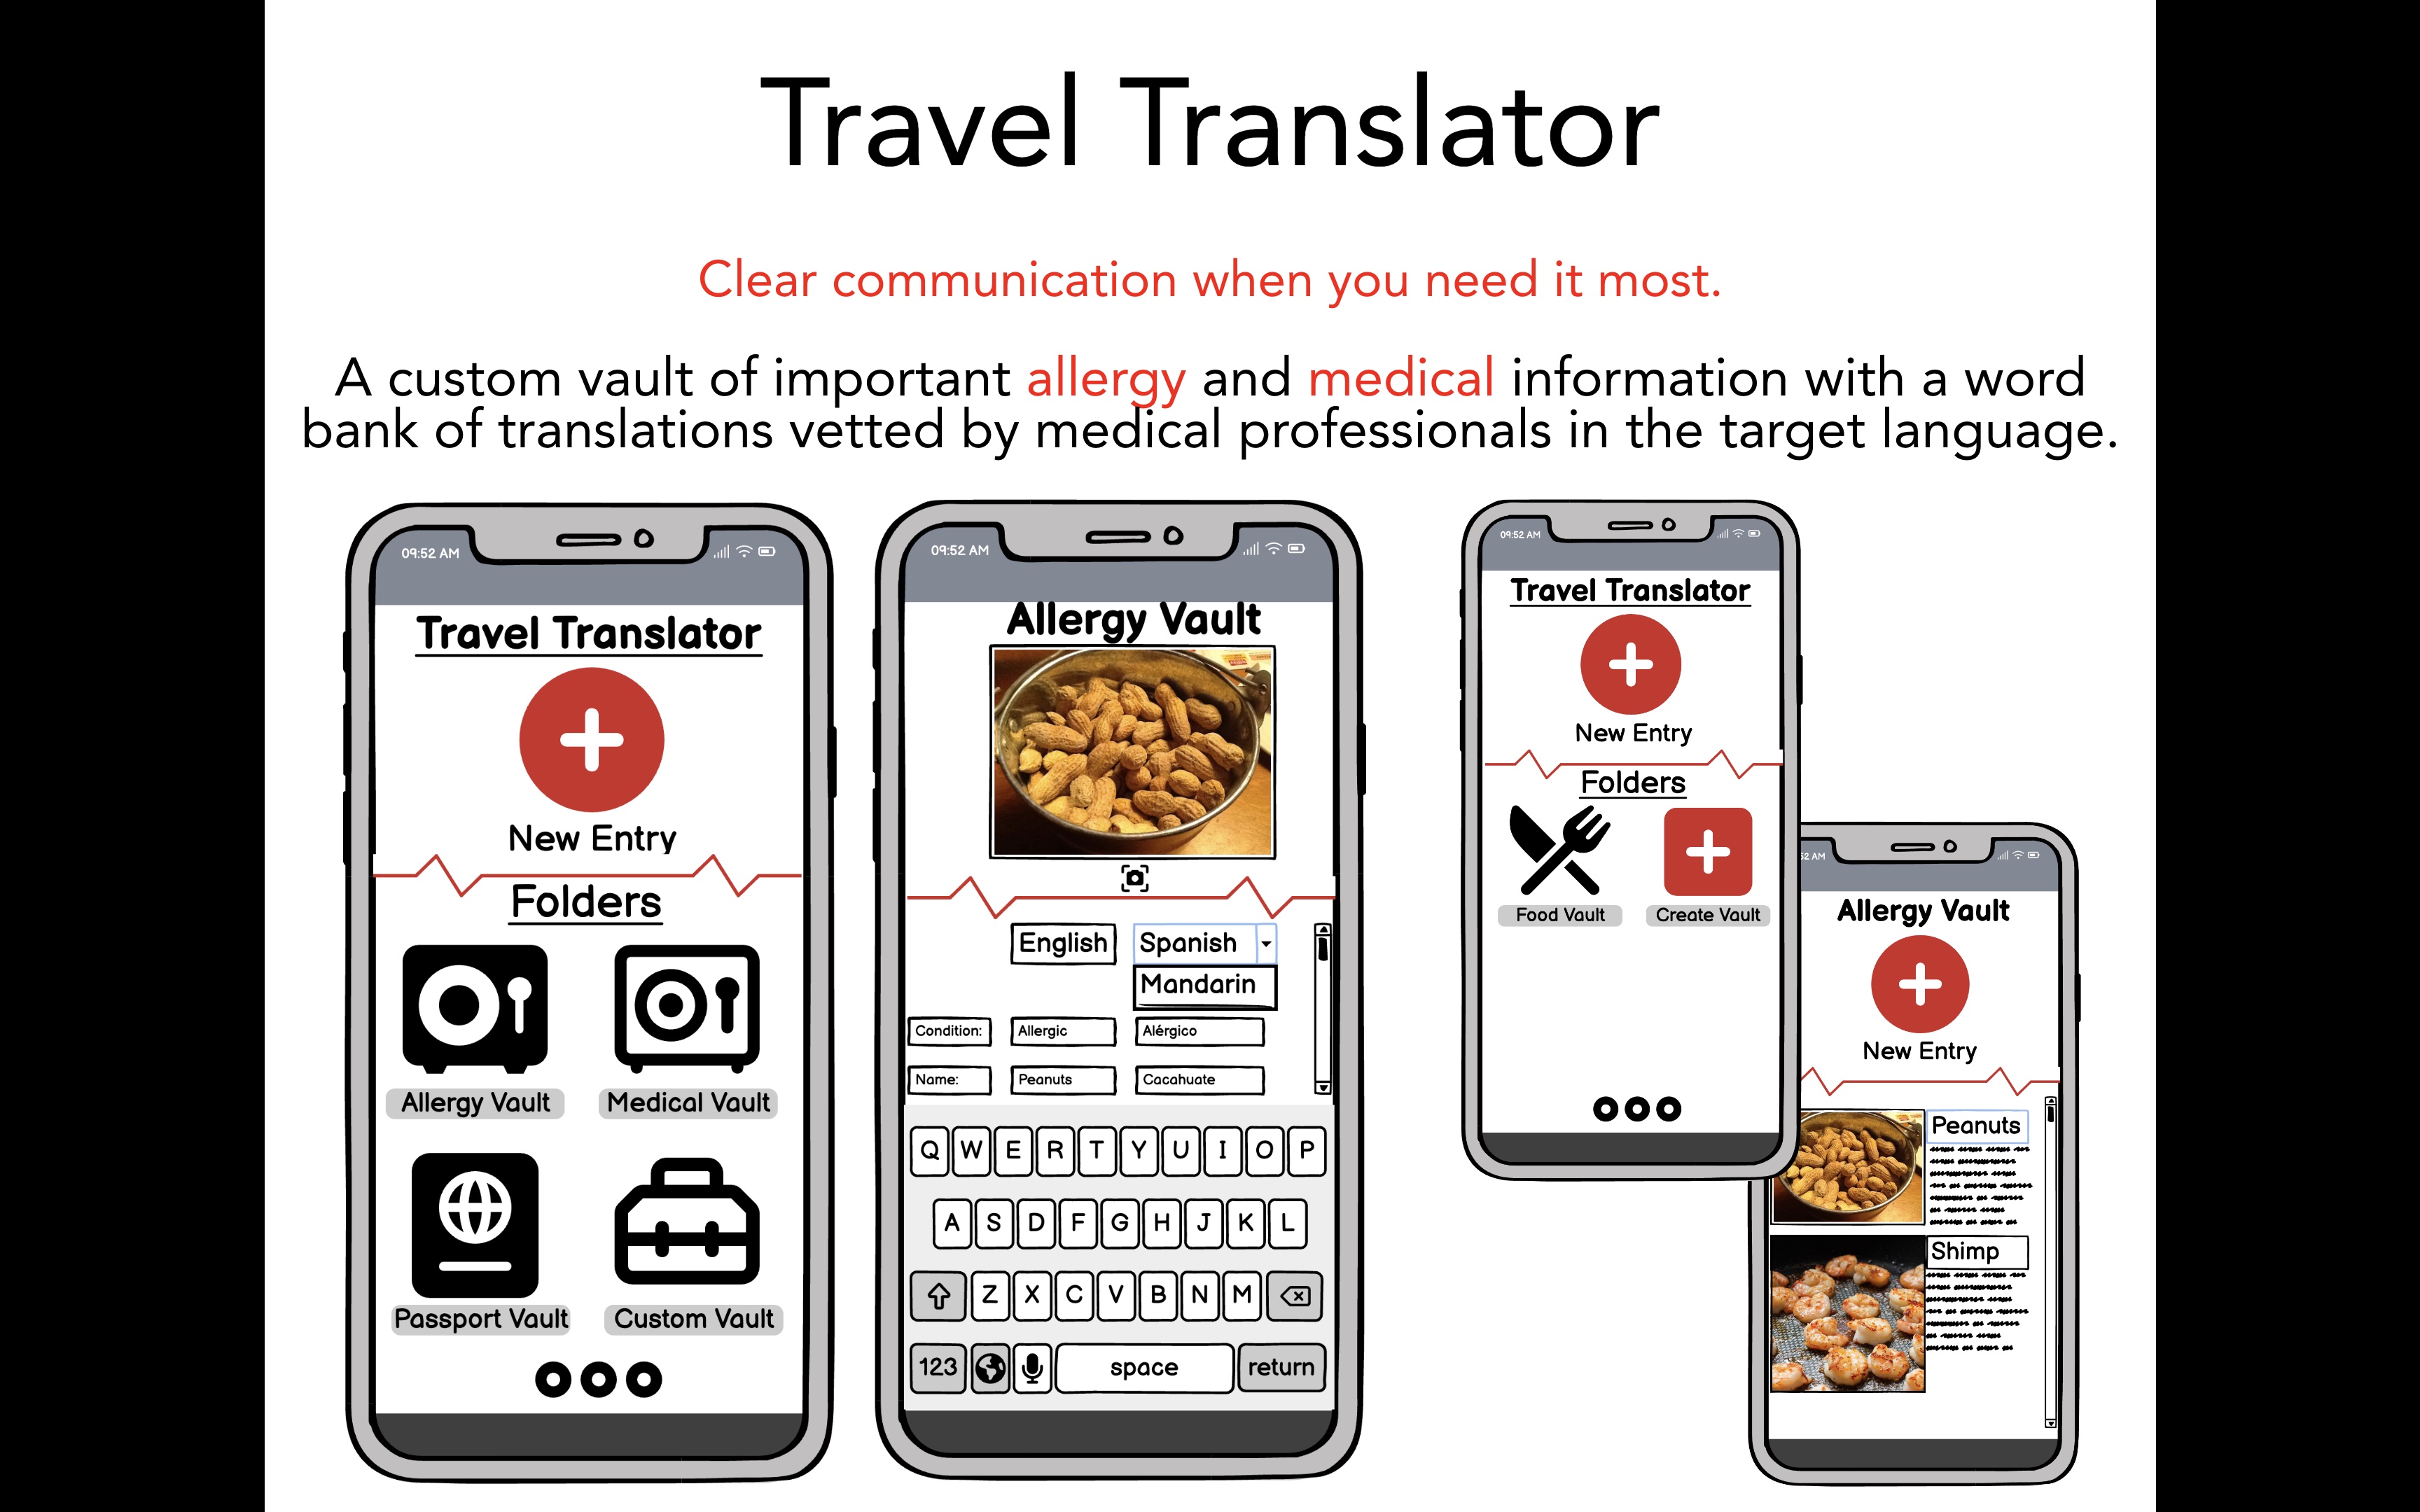 Travel Translator
Clear communication when you need it most.
A custom vault of important allergy and medical information with a word
bank of translations vetted by medical professionals in the target language.
09:52 AM
Travel Translator
New Entry
Folders
Allergy Vault
Medical Vault
Passport Vault
Custom Vault
09:52 AM
Allergy Vault
English
Spanish
Mandarin
Condition:
Allergic
Alérgico
Name:
Peanuts
Cacahuate
Q W E R T Y U I O P
A S D F G H J K L
Z X C V B N M
123
space
return
09:52 AM
Travel Translator
New Entry
Folders
Food Vault
Create Vault
52 AM
Allergy Vault
New Entry
Peanuts
Shimp